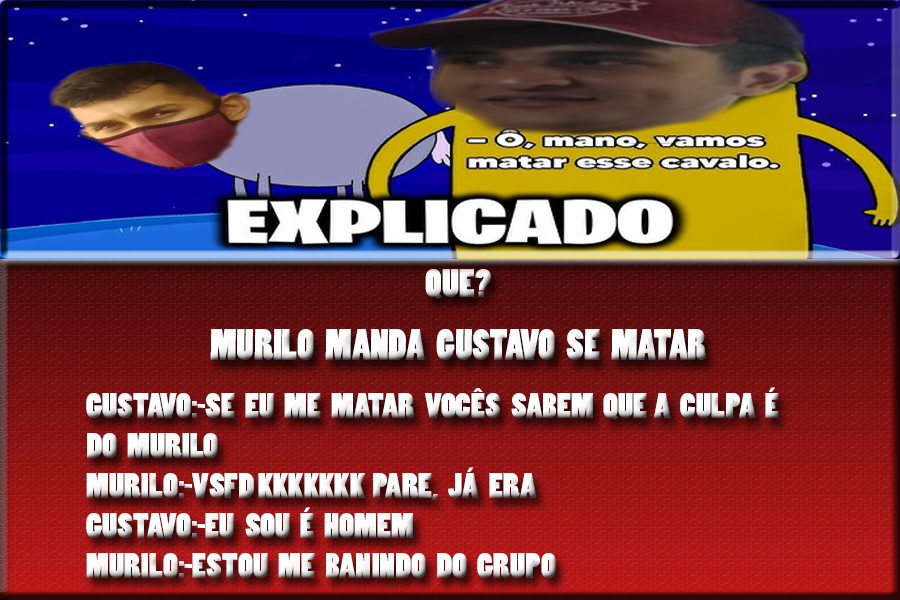 – Ô, mano, vamos
matar esse cavalo.
EXPLICADO
QUE?
MURILO MANDA GUSTAVO SE MATAR
GUSTAVO:-SE EU ME MATAR VOCÊS SABEM QUE A CULPA É
DO MURILO
MURILO:-VSFD KKKKKKK PARE, JÁ ERA
GUSTAVO:-EU SOU É HOMEM
MURILO:-ESTOU ME BANINDO DO GRUPO